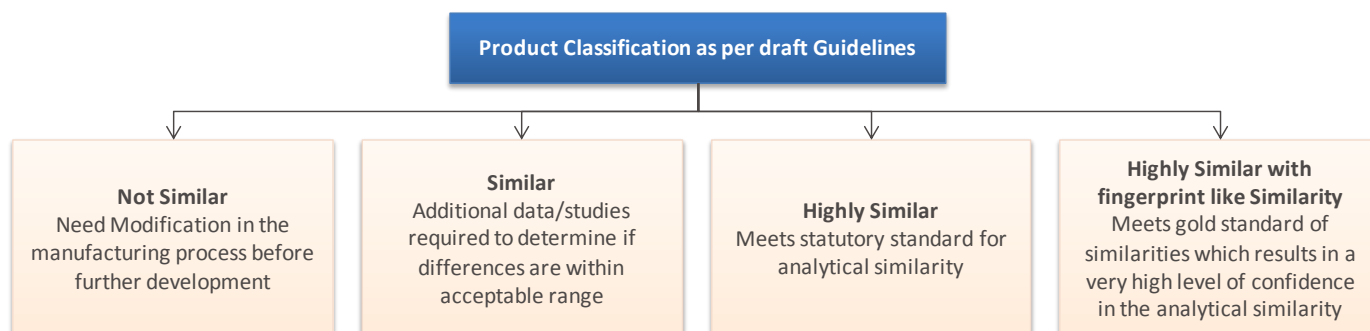 Product Classification as per draft Guidelines
Not Similar
Need Modification in the
manufacturing process before
further development
Similar
Additional data/studies
required to determine if
differences are within
acceptable range
Highly Similar
Meets statutory standard for
analytical similarity
Highly Similar with
fingerprint like Similarity
Meets gold standard of
similarities which results in a
very high level of confidence
in the analytical similarity